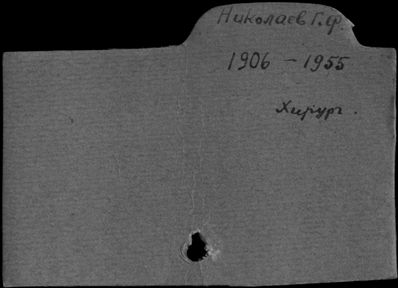 Николаев Г.Ф.
1906 – 1955
Хирург.